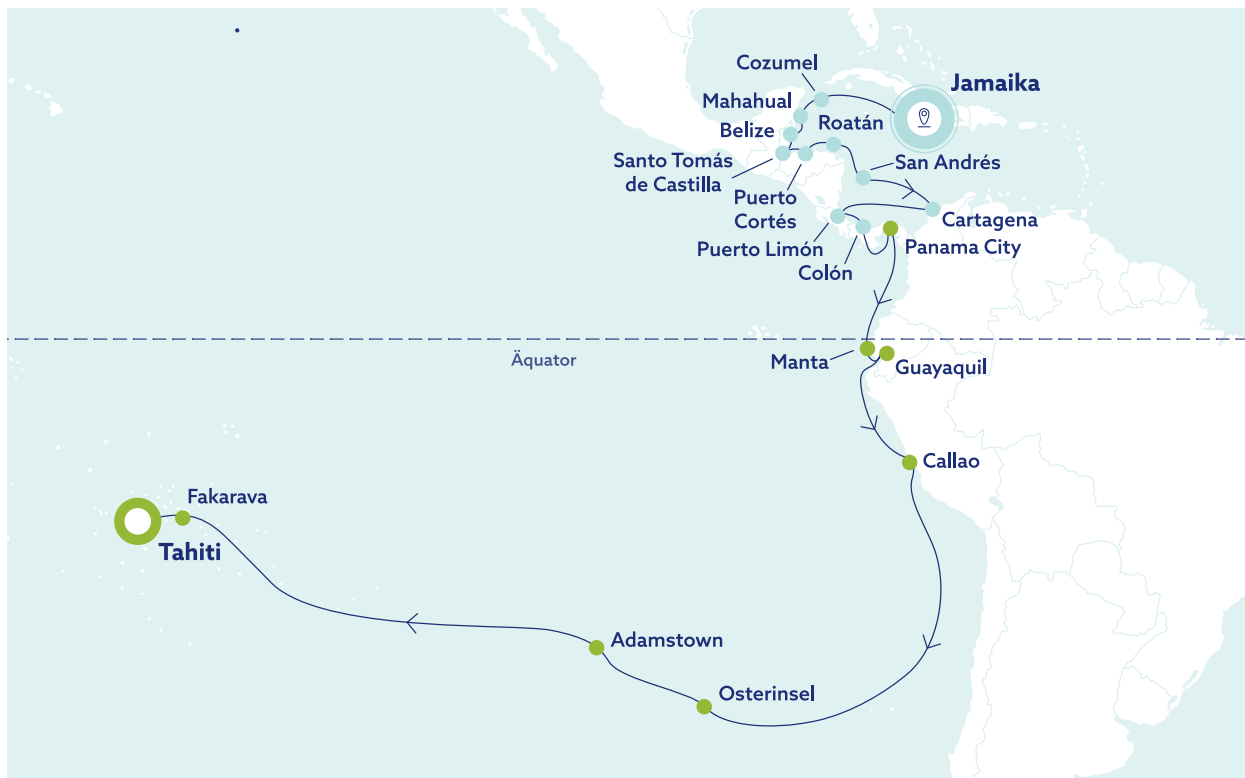 Cozumel
Jamaika
Mahahual
Roatán
Belize
Santo Tomás
de Castilla
San Andrés
Puerto
Cortés
Cartagena
Puerto Limón
Panama City
Colón
Äquator
Manta
Guayaquil
Callao
Fakarava
Tahiti
Adamstown
Osterinsel